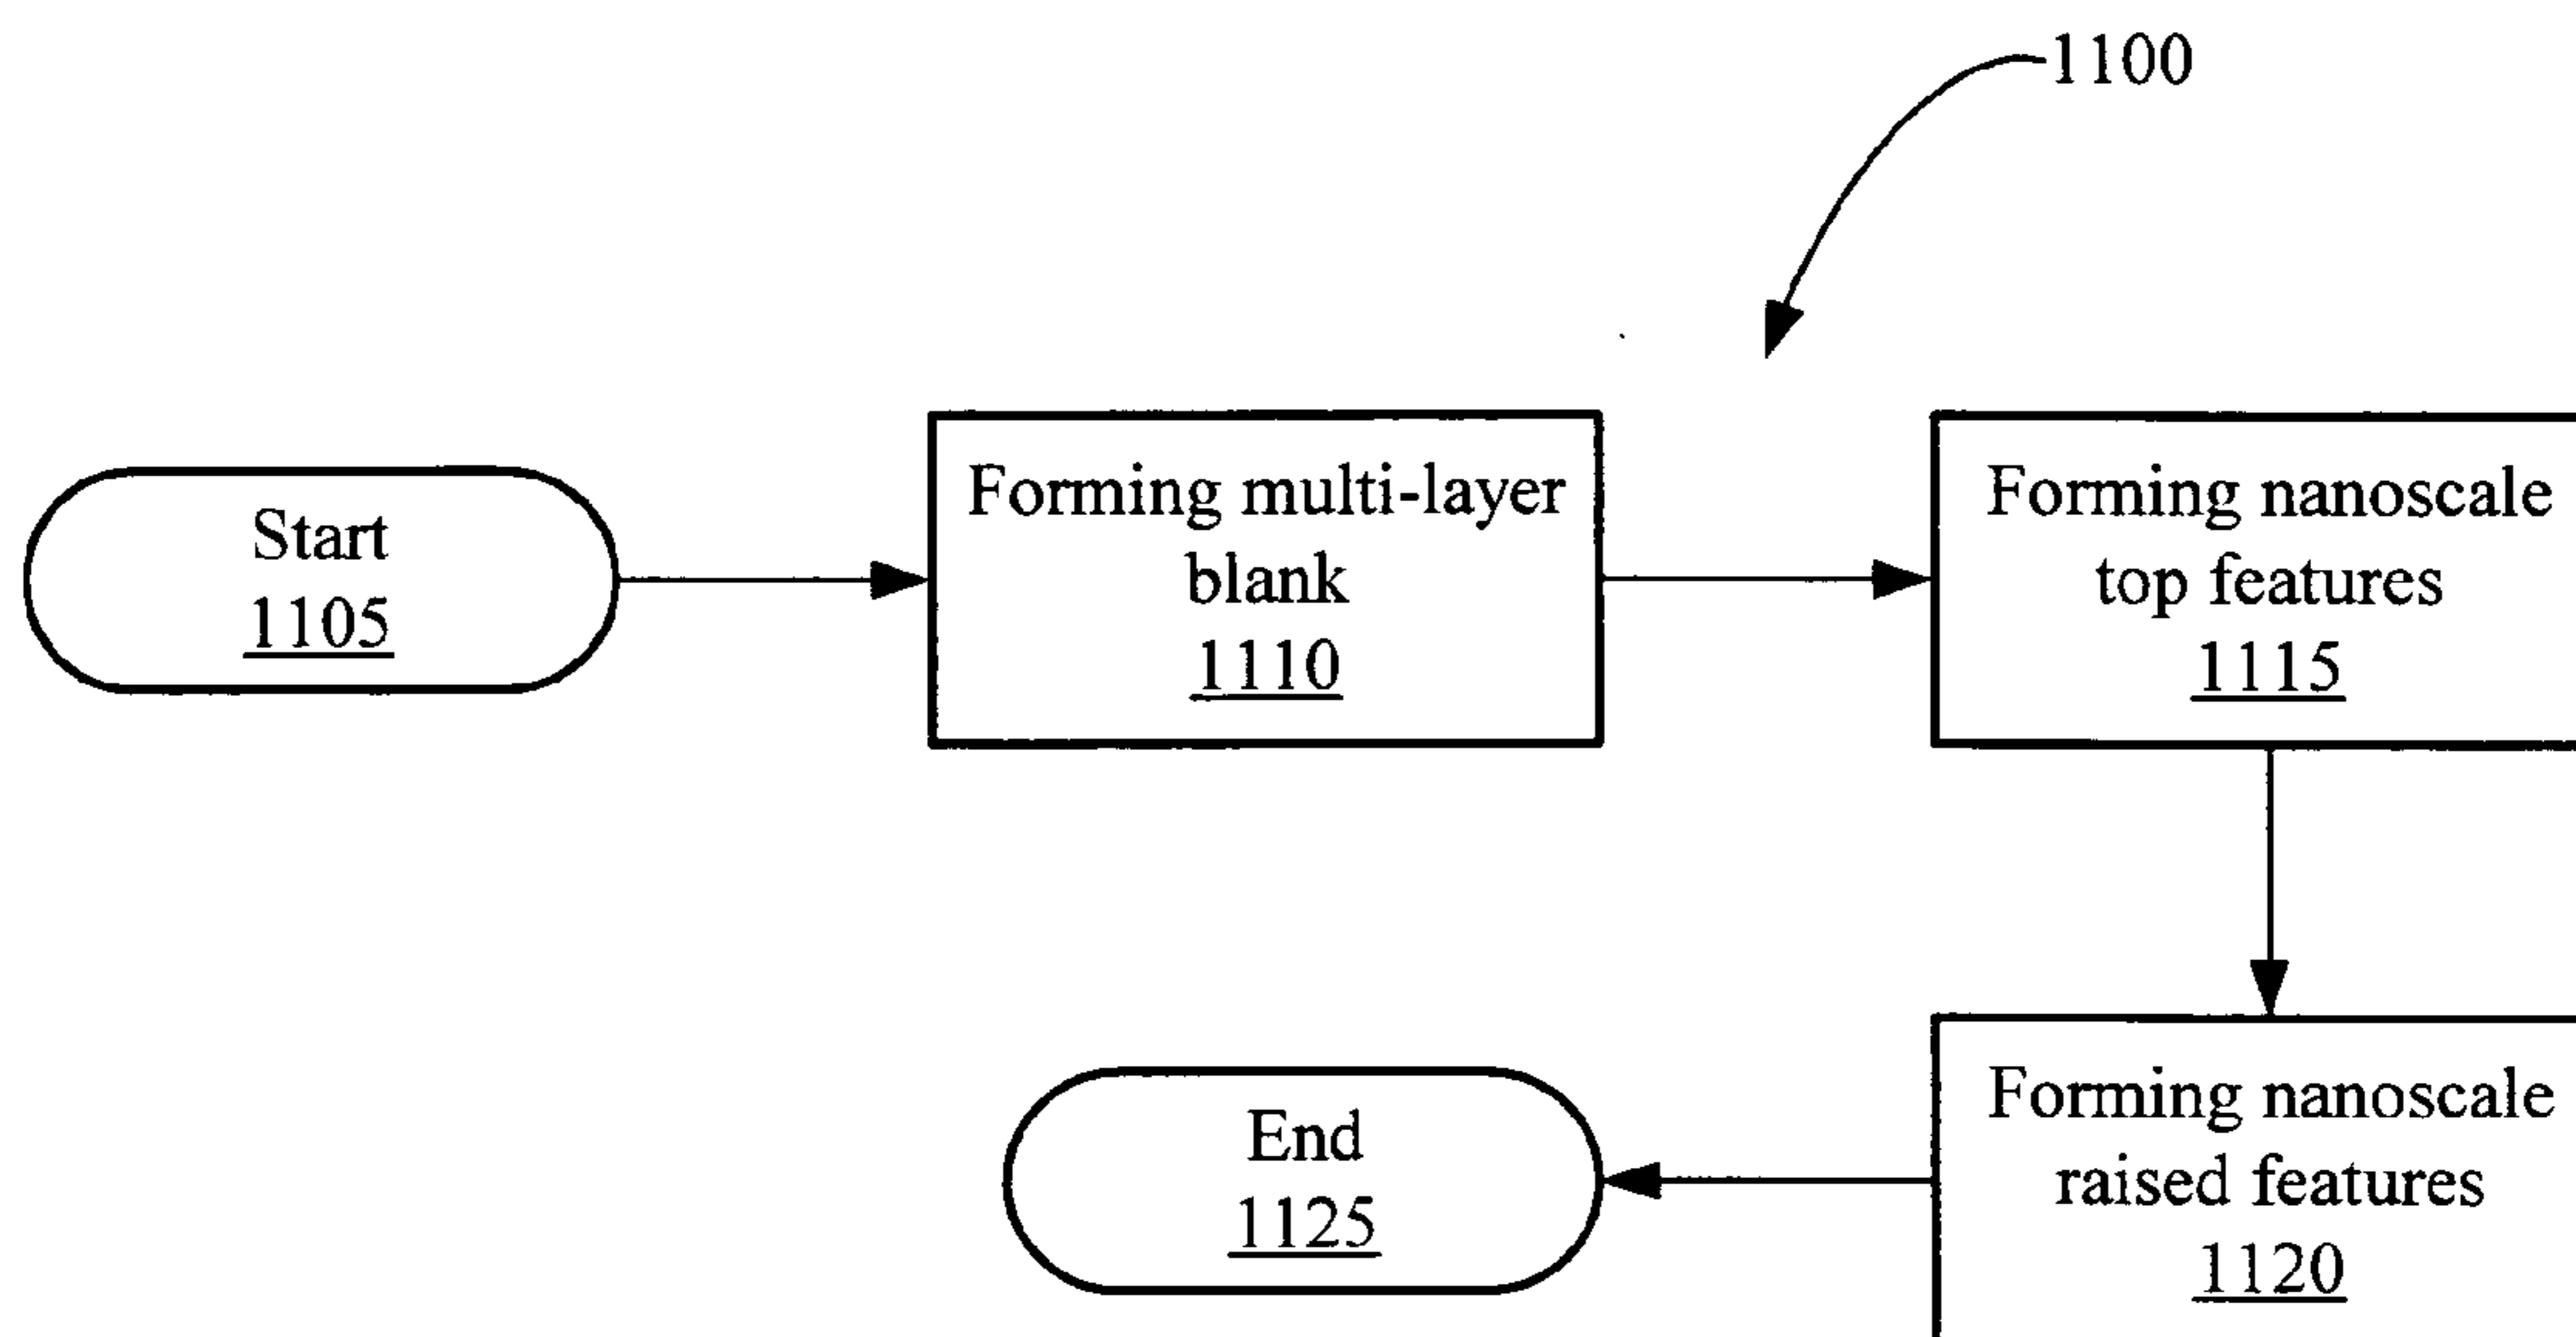 1100
Start
1105
Forming multi-layer
blank
1110
Forming nanoscale
top features
1115
Forming nanoscale
raised features
1120
End
1125